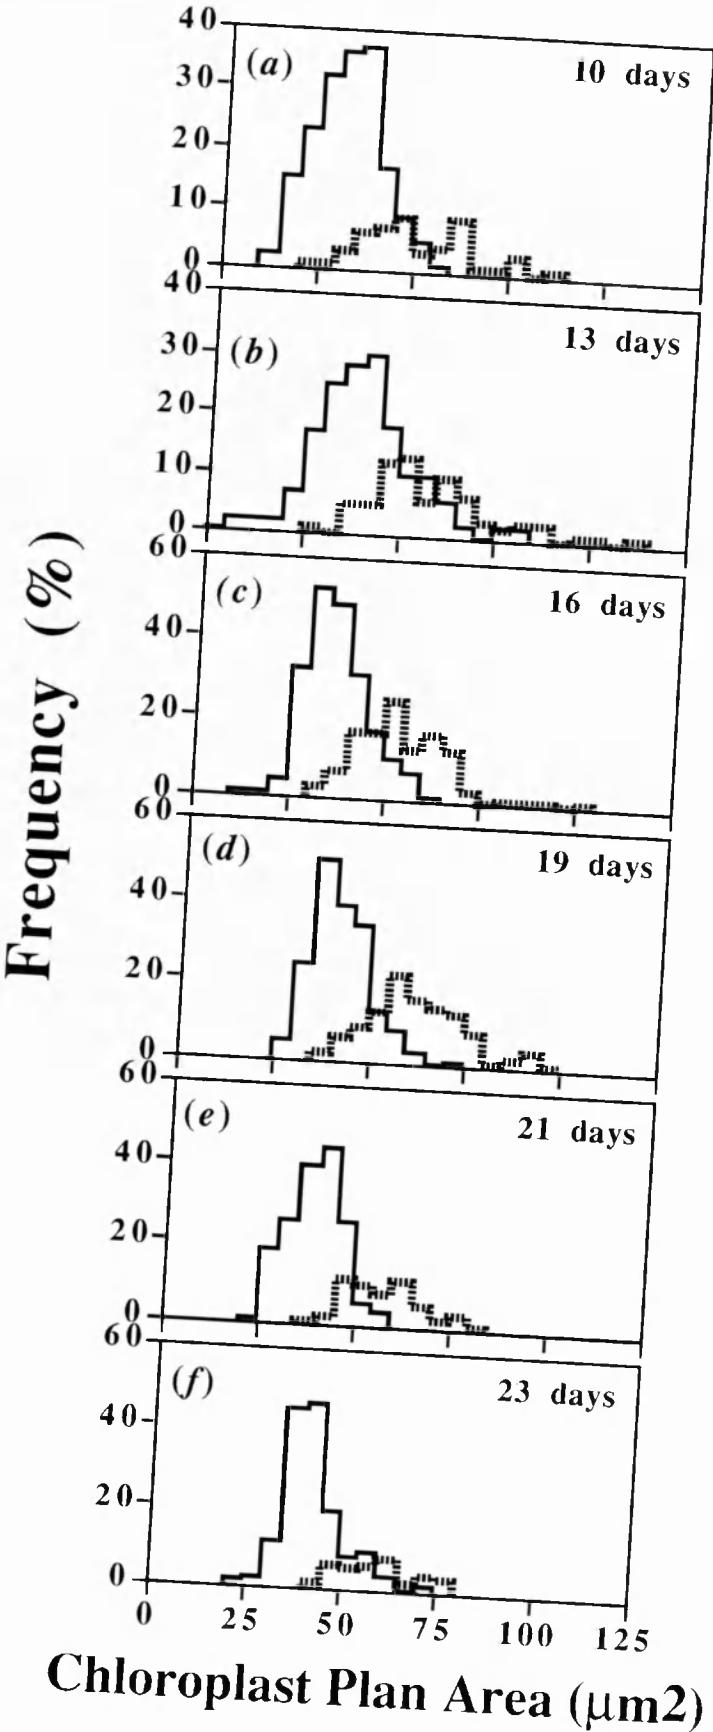 40
(a)
10 days
30
20
10
0
40
(b)
13 days
30
20
10
0
60
(c)
16 days
40
20
0
60
(d)
19 days
40
20
0
60
(e)
21 days
40
20
0
60
(f)
23 days
40
20
0
0 25 50 75 100 125
Chloroplast Plan Area (μm2)
Frequency (%)